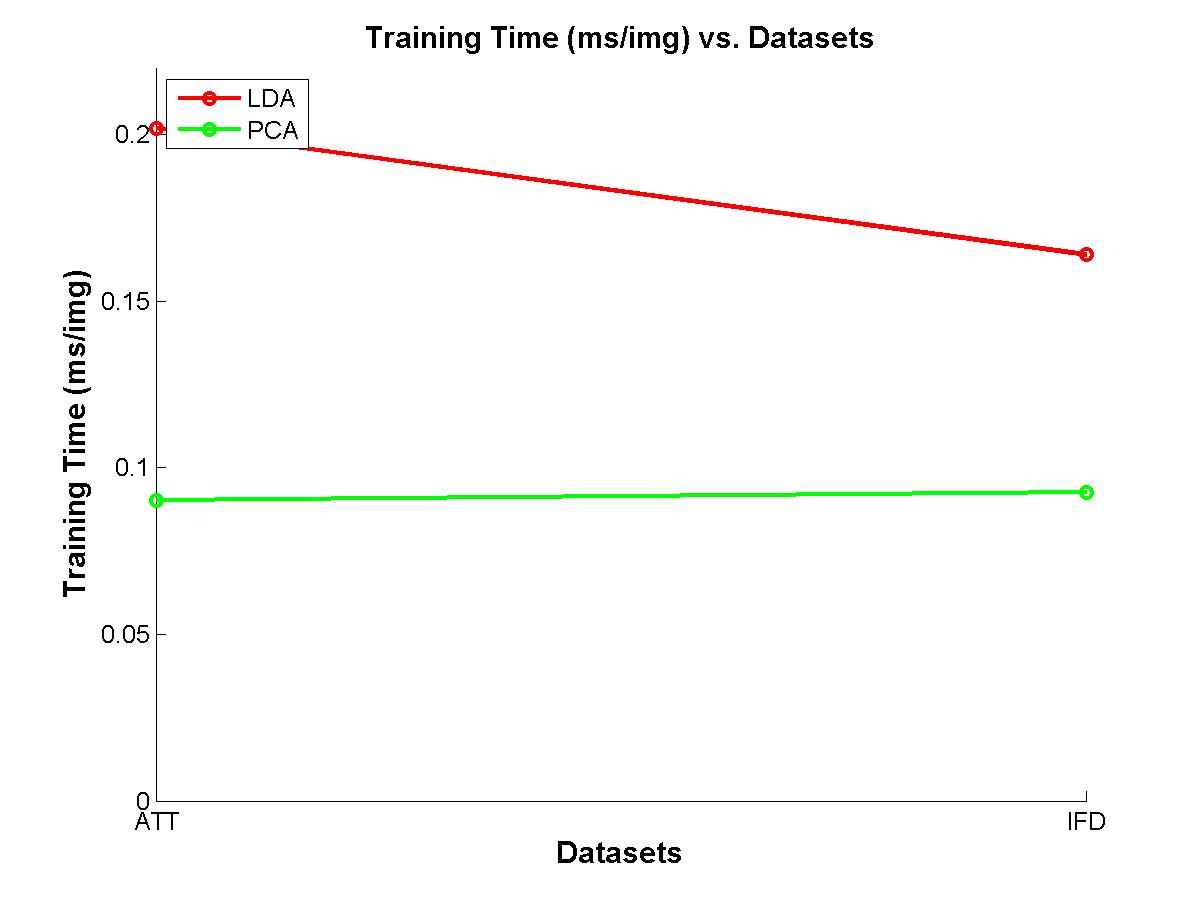 Training Time (ms/img) vs. Datasets
LDA
PCA
0.2
0.15
0.1
0.05
0
Training Time (ms/img)
ATT
IFD
Datasets